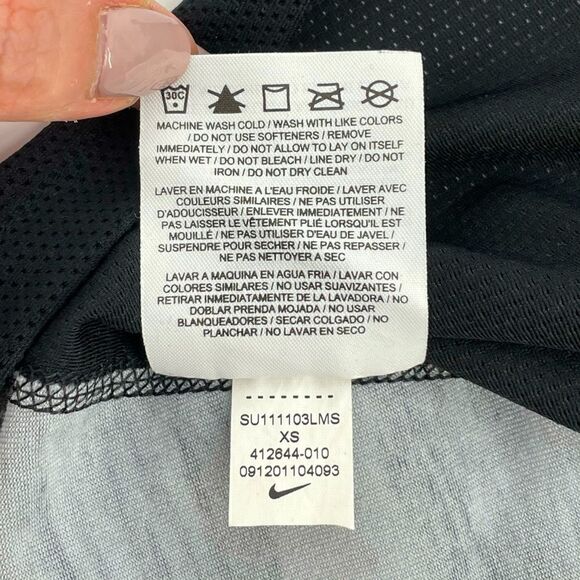 30C
MACHINE WASH COLD / WASH WITH LIKE COLORS
/ DO NOT USE SOFTENERS / REMOVE
IMMEDIATELY / DO NOT ALLOW TO LAY ON ITSELF
WHEN WET / DO NOT BLEACH / LINE DRY / DO NOT
IRON / DO NOT DRY CLEAN
LAVER EN MACHINE A L'EAU FROIDE / LAVER AVEC
COULEURS SIMILAIRES / NE PAS UTILISER
D'ADOUCISSEUR / ENLEVER IMMEDIATEMENT / NE
PAS LAISSER LE VÊTEMENT PLIÉ LORSQU'IL EST
MOUILLÉ / NE PAS UTILISER D'EAU DE JAVEL /
SUSPENDRE POUR SECHER / NE PAS REPASSER /
NE PAS NETTOYER A SEC
LAVAR A MAQUINA EN AGUA FRIA / LAVAR CON
COLORES SIMILARES / NO USAR SUAVIZANTES /
RETIRAR INMEDIATAMENTE DE LA LAVADORA / NO
DOBLAR PRENDA MOJADA / NO USAR
BLANQUEADORES / SECAR COLGADO / NO
PLANCHAR / NO LAVAR EN SECO
SU111103LMS
XS
412644-010
091201104093